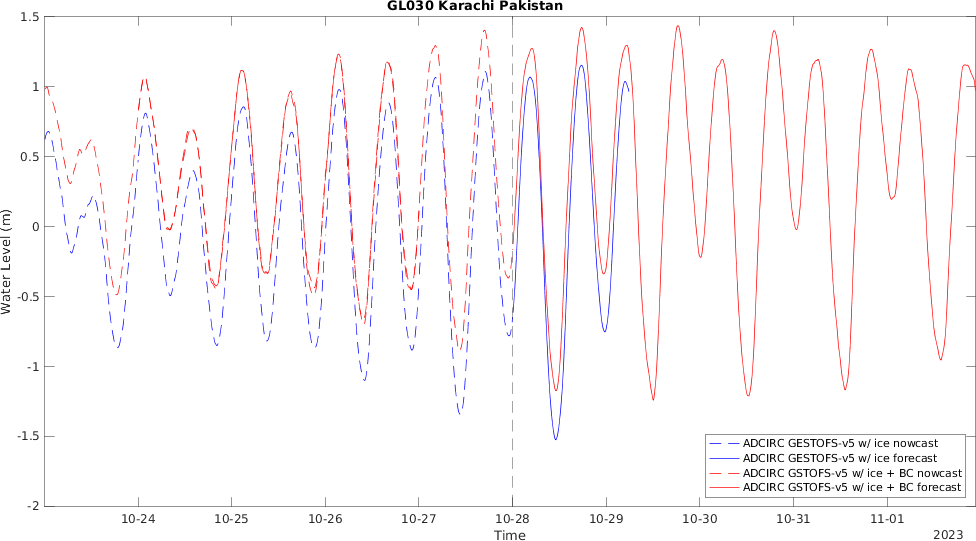 GL030 Karachi Pakistan
1.5
1
0.5
0
-0.5
-1
-1.5
-2
Water Level (m)
ADCIRC GESTOFS-v5 w/ ice nowcast
ADCIRC GESTOFS-v5 w/ ice forecast
ADCIRC GSTOFS-v5 w/ ice + BC nowcast
ADCIRC GSTOFS-v5 w/ ice + BC forecast
10-24 10-25 10-26 10-27 10-28 10-29 10-30 10-31 11-01
Time
2023